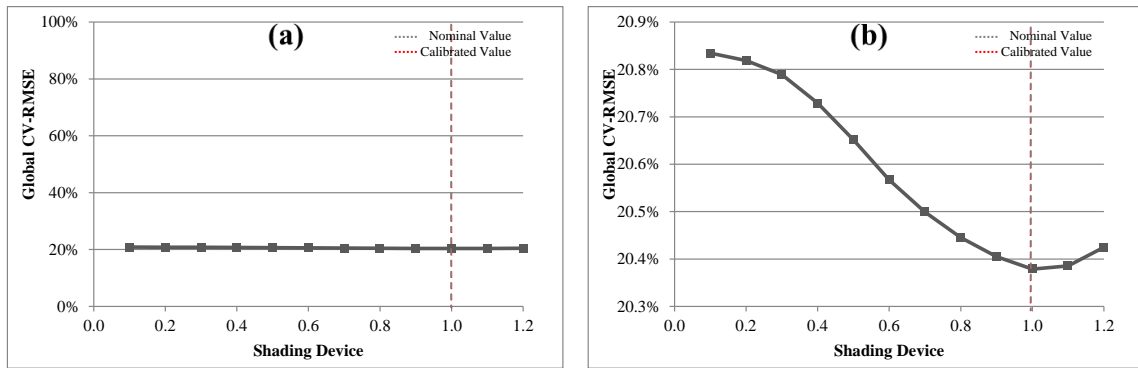 (a)
Nominal Value
Calibrated Value
Global CV-RMSE
100%
80%
60%
40%
20%
0%
0.0 0.2 0.4 0.6 0.8 1.0 1.2
Shading Device
(b)
Nominal Value
Calibrated Value
Global CV-RMSE
20.9%
20.8%
20.7%
20.6%
20.5%
20.4%
20.3%
0.0 0.2 0.4 0.6 0.8 1.0 1.2
Shading Device